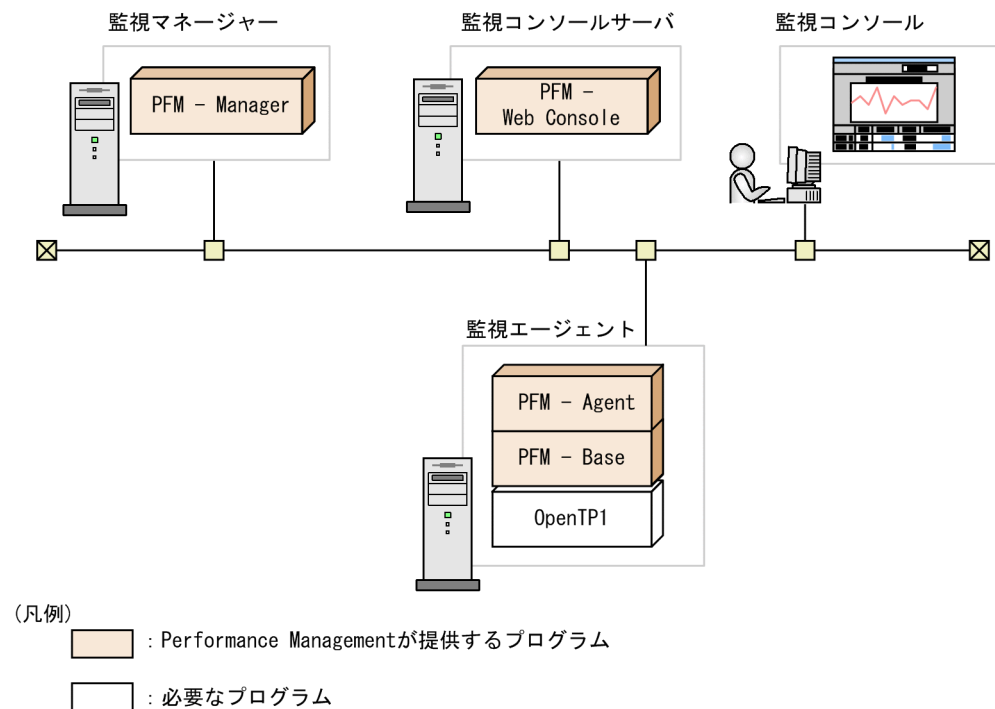 監視マネージャー
監視コンソールサーバ
監視コンソール
PFM - Manager
PFM -
Web Console
監視エージェント
PFM - Agent
PFM - Base
OpenTP1
(凡例)
: Performance Managementが提供するプログラム
: 必要なプログラム